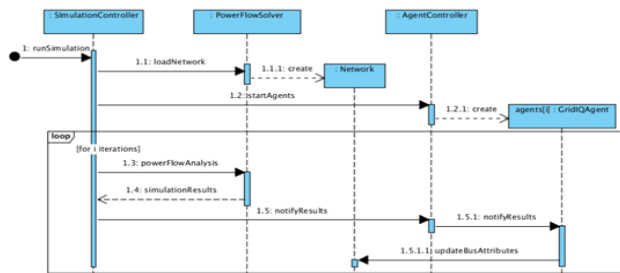 : SImulationController
: PowerFlowSolver
: AgentController
1: runSimulation
1.1: loadNetwork
1.1.1: create
: Network
1.2: startAgents
1.2.1: create
agents[i] : GridIQAgent
loop
[for i iterations]
1.3: powerFlowAnalysis
1.4: simulationResults
1.5: notifyResults
1.5.1: notifyResults
1.5.1.1: updateBusAttributes